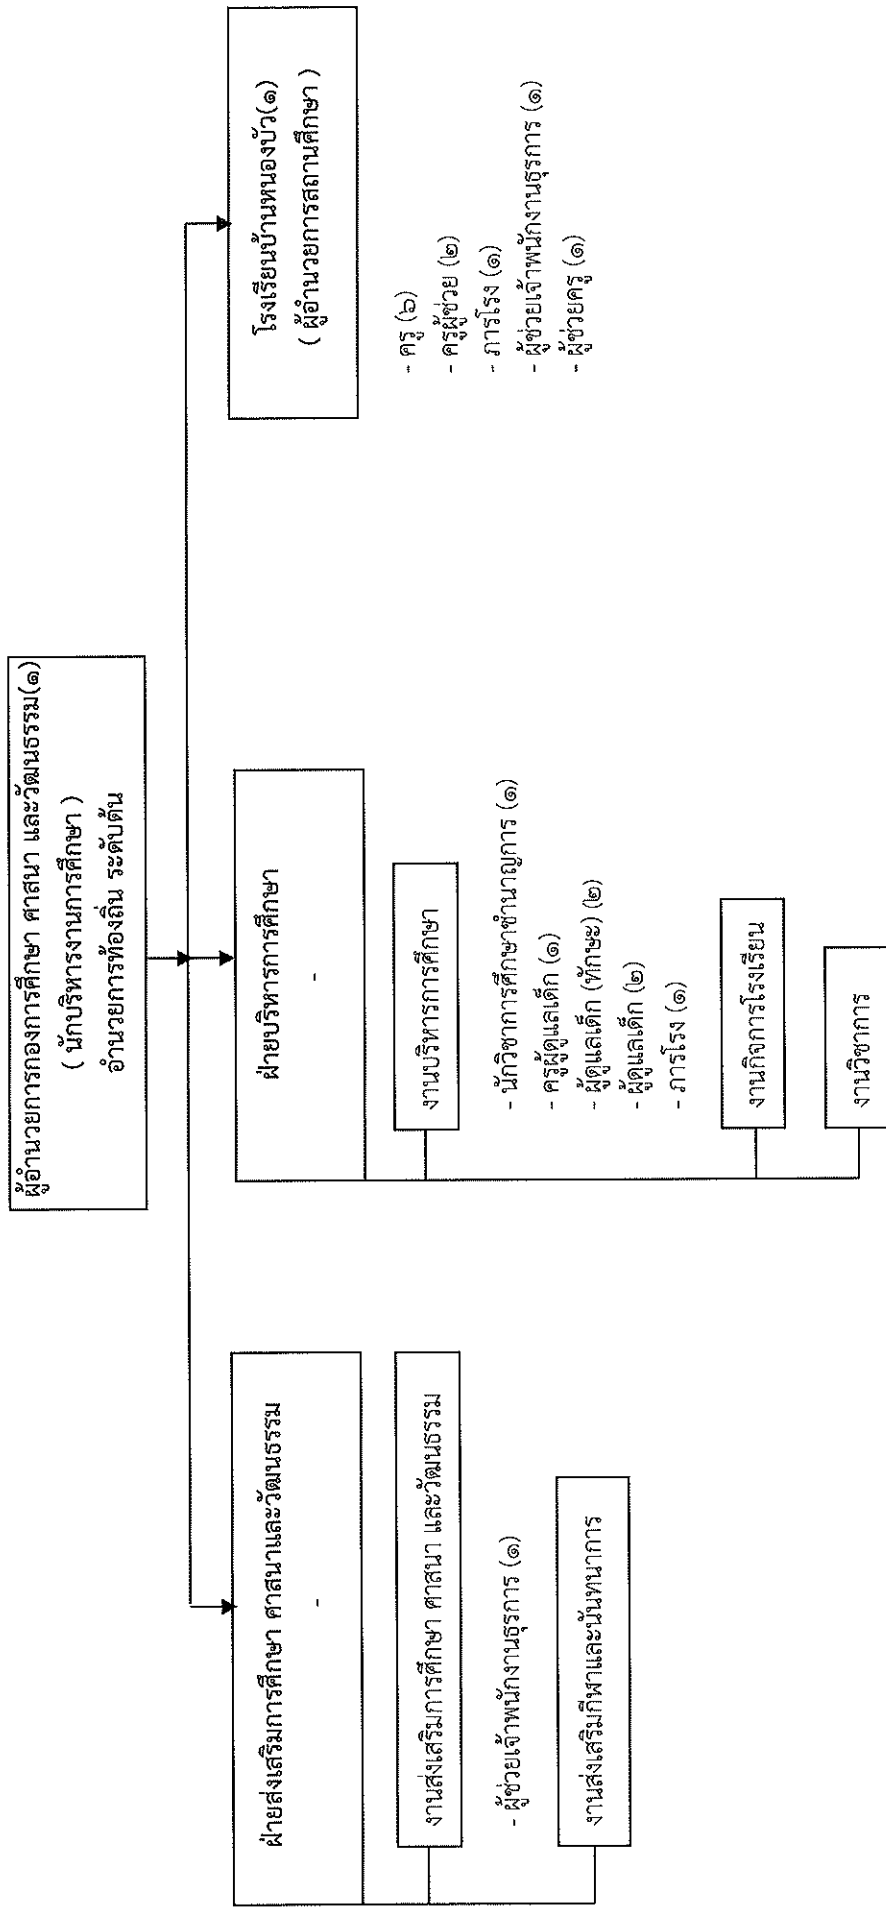 ผู้อำนวยการกองการศึกษา ศาสนา และวัฒนธรรม(๑)
( นักบริหารงานการศึกษา )
อำนวยการท้องถิ่น ระดับต้น
ฝ่ายส่งเสริมการศึกษา ศาสนาและวัฒนธรรม
-
งานส่งเสริมการศึกษา ศาสนา และวัฒนธรรม
- ผู้ช่วยเจ้าพนักงานธุรการ (๑)
งานส่งเสริมกีฬาและนันทนาการ
ฝ่ายบริหารการศึกษา
-
งานบริหารการศึกษา
- นักวิชาการศึกษาชำนาญการ (๑)
- ครูผู้ดูแลเด็ก (๑)
- ผู้ดูแลเด็ก (ทักษะ) (๒)
- ผู้ดูแลเด็ก (๒)
- ภารโรง (๑)
งานกิจการโรงเรียน
งานวิชาการ
โรงเรียนบ้านหนองบัว(๑)
( ผู้อำนวยการสถานศึกษา )
- ครู (๖)
- ครูผู้ช่วย (๒)
- ภารโรง (๑)
- ผู้ช่วยเจ้าพนักงานธุรการ (๑)
- ผู้ช่วยครู (๑)